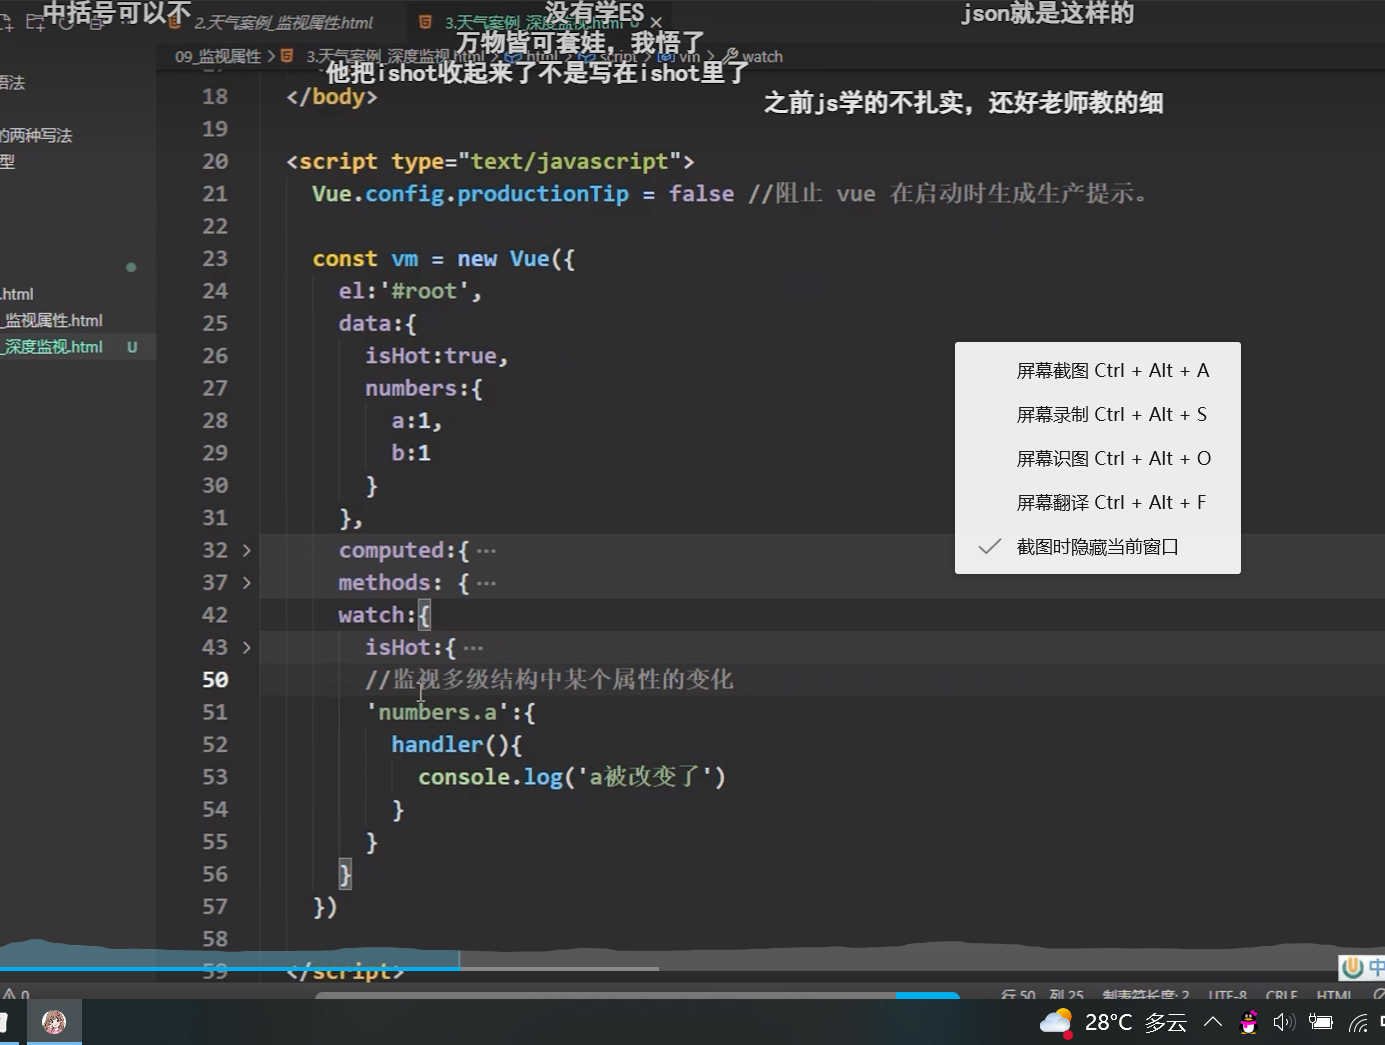 中括号可以不
没有学ES
json就是这样的
2.天气案例_监视属性.html
3.天气案例_深度监视.html U
万物皆可套娃，我悟了
09_监视属性 > 3.天气案例_深度监视.html > html > script > vm > watch
他把ishot收起来了不是写在ishot里了
之前js学的不扎实，还好老师教的细
语法
的两种写法
型
.html
_监视属性.html
_深度监视.html U
18 </body>
19
20 <script type="text/javascript">
21 Vue.config.productionTip = false //阻止 vue 在启动时生成生产提示。
22
23 const vm = new Vue({
24 el:'#root',
25 data:{
26 isHot:true,
27 numbers:{
28 a:1,
29 b:1
30 }
31 },
32 > computed:{ ···
37 > methods: { ···
42 watch:{
43 > isHot:{ ···
50 //监视多级结构中某个属性的变化
51 'numbers.a':{
52 handler(){
53 console.log('a被改变了')
54 }
55 }
56 }
57 })
58
59 </script>
屏幕截图 Ctrl + Alt + A
屏幕录制 Ctrl + Alt + S
屏幕识图 Ctrl + Alt + O
屏幕翻译 Ctrl + Alt + F
截图时隐藏当前窗口
中
0
行 50，列 25 制表符长度: 2 UTF-8 CRLF HTML
28°C 多云